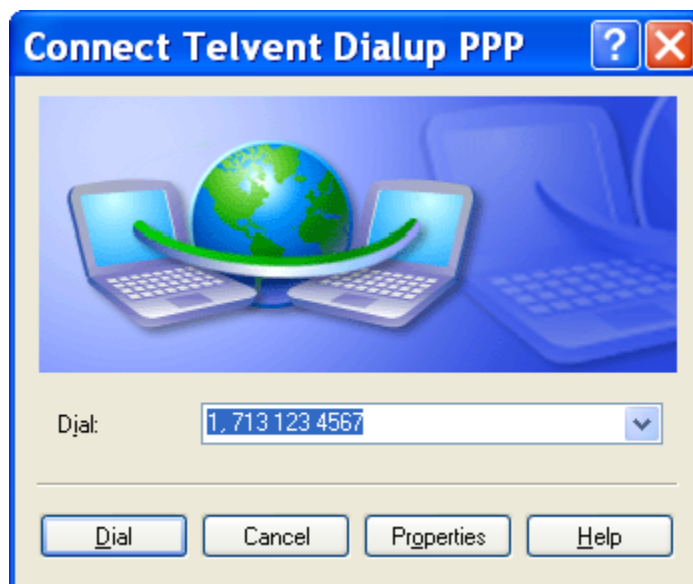 Connect Telvent Dialup PPP
?
Dial:
1, 713 123 4567
Dial
Cancel
Properties
Help